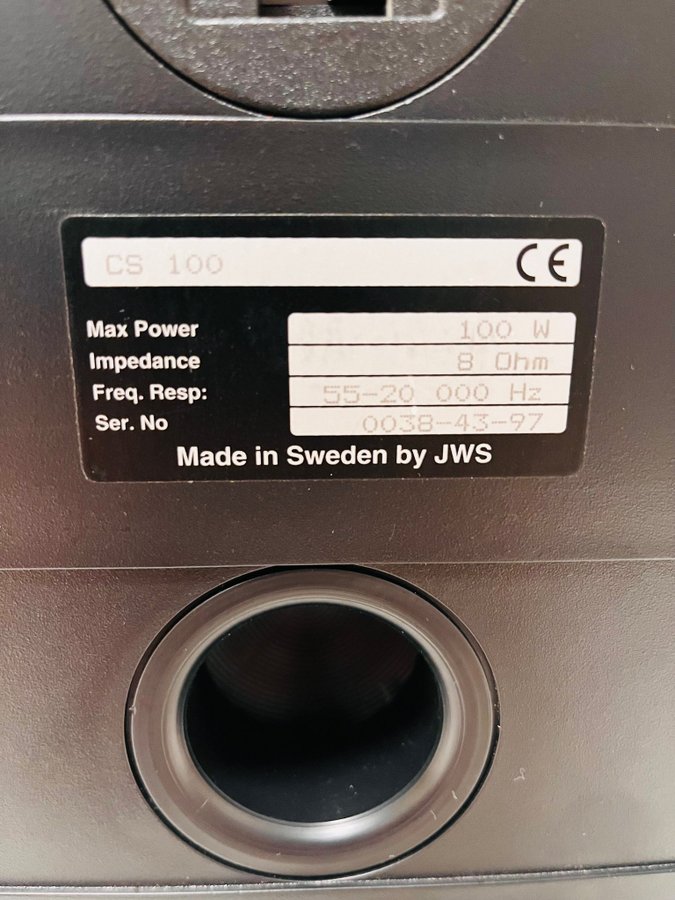 CS 100 CE
Max Power 100 W
Impedance 8 Ohm
Freq. Resp: 55-20 000 Hz
Ser. No 0038-43-97
Made in Sweden by JWS